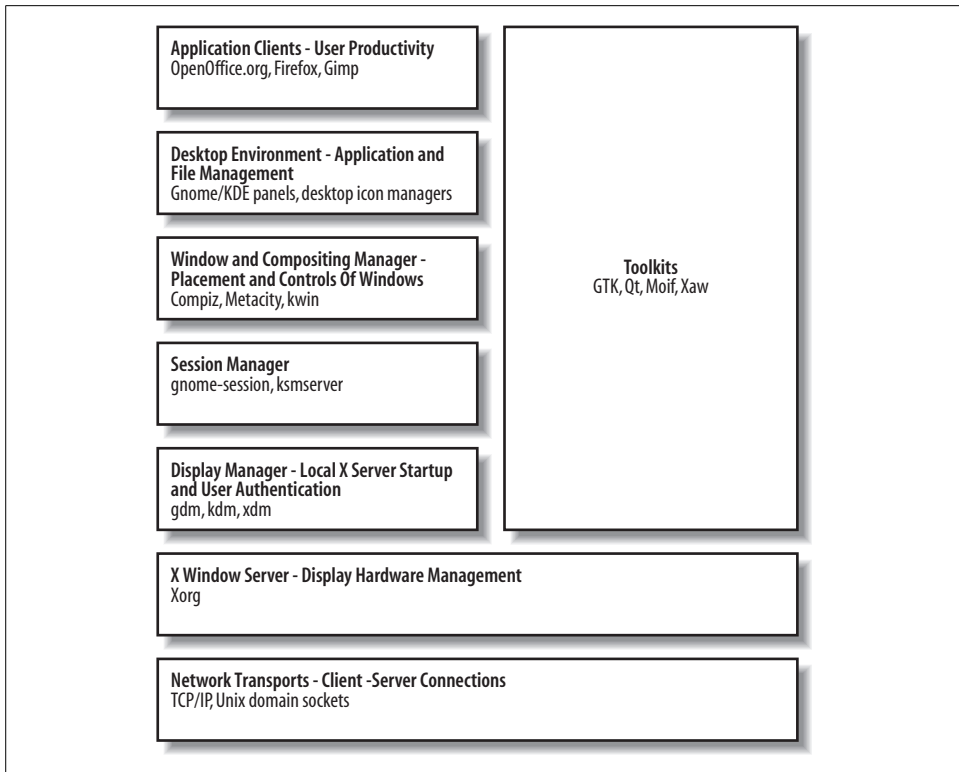 Application Clients - User Productivity
OpenOffice.org, Firefox, Gimp
Desktop Environment - Application and
File Management
Gnome/KDE panels, desktop icon managers
Window and Compositing Manager -
Placement and Controls Of Windows
Compiz, Metacity, kwin
Session Manager
gnome-session, ksmserver
Display Manager - Local X Server Startup
and User Authentication
gdm, kdm, xdm
Toolkits
GTK, Qt, Moif, Xaw
X Window Server - Display Hardware Management
Xorg
Network Transports - Client -Server Connections
TCP/IP, Unix domain sockets